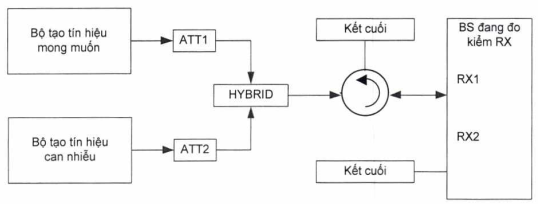 Bộ tạo tín hiệu
mong muốn
ATT1
HYBRID
Bộ tạo tín hiệu
can nhiễu
ATT2
Kết cuối
Kết cuối
BS đang đo
kiểm RX
RX1
RX2